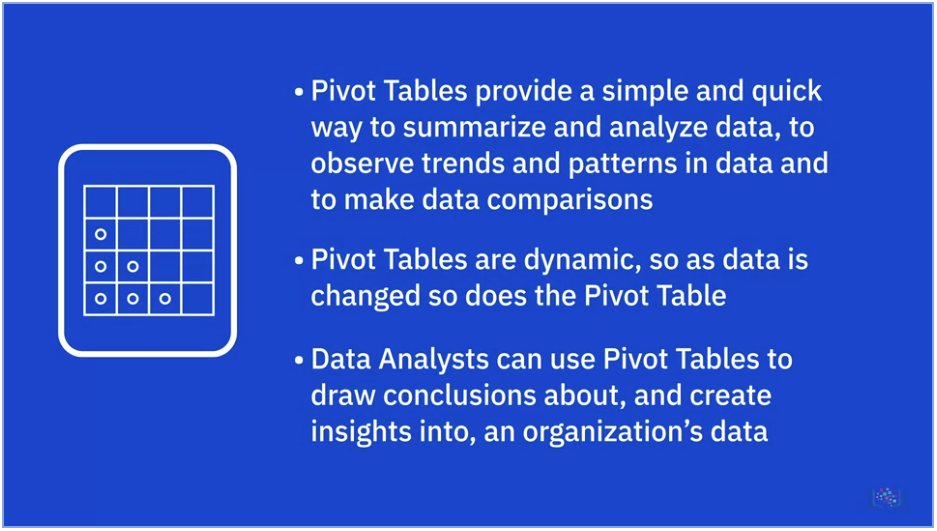 • Pivot Tables provide a simple and quick
way to summarize and analyze data, to
observe trends and patterns in data and
to make data comparisons
• Pivot Tables are dynamic, so as data is
changed so does the Pivot Table
• Data Analysts can use Pivot Tables to
draw conclusions about, and create
insights into, an organization’s data